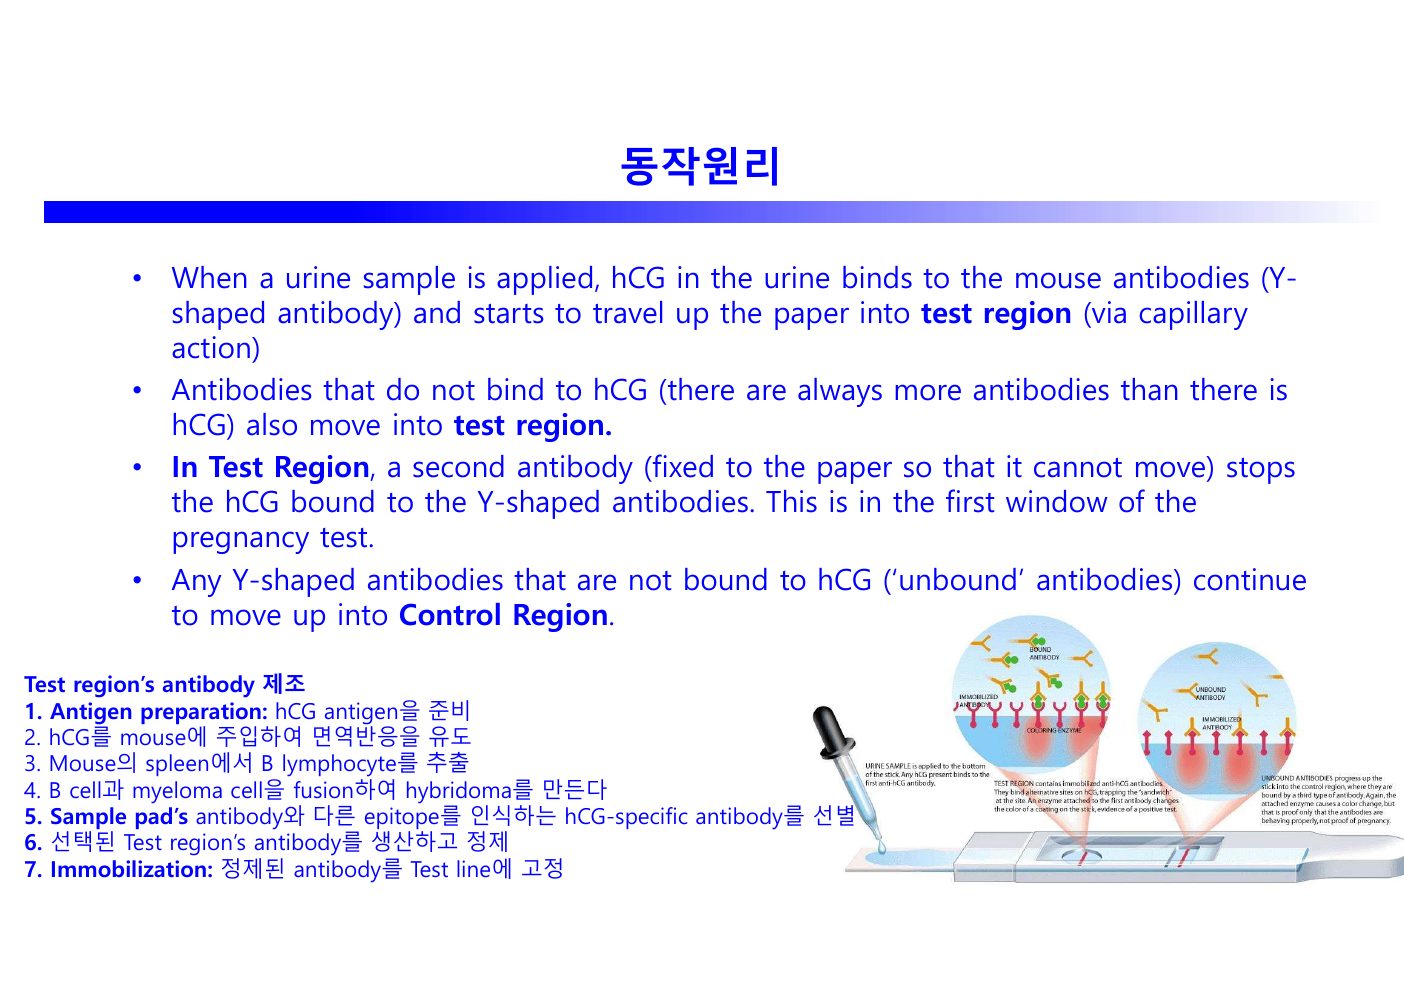 동작원리
• When a urine sample is applied, hCG in the urine binds to the mouse antibodies (Y-
shaped antibody) and starts to travel up the paper into test region (via capillary
action)
• Antibodies that do not bind to hCG (there are always more antibodies than there is
hCG) also move into test region.
• In Test Region, a second antibody (fixed to the paper so that it cannot move) stops
the hCG bound to the Y-shaped antibodies. This is in the first window of the
pregnancy test.
• Any Y-shaped antibodies that are not bound to hCG (‘unbound’ antibodies) continue
to move up into Control Region.
Test region’s antibody 제조
1. Antigen preparation: hCG antigen을 준비
2. hCG를 mouse에 주입하여 면역반응을 유도
3. Mouse의 spleen에서 B lymphocyte를 추출
4. B cell과 myeloma cell을 fusion하여 hybridoma를 만든다
5. Sample pad’s antibody와 다른 epitope를 인식하는 hCG-specific antibody를 선별
6. 선택된 Test region’s antibody를 생산하고 정제
7. Immobilization: 정제된 antibody를 Test line에 고정
BOUND
ANTIBODY
IMMOBILIZED
ANTIBODY
COLORING ENZYME
UNBOUND
ANTIBODY
IMMOBILIZED
ANTIBODY
URINE SAMPLE is applied to the bottom
of the stick. Any hCG present binds to the
first anti-hCG antibody.
TEST REGION contains immobilized anti-hCG antibodies.
They bind alternative sites on hCG, trapping the "sandwich"
at the site. An enzyme attached to the first antibody changes
the color of a coating on the stick, evidence of a positive test.
UNBOUND ANTIBODIES progress up the
stick into the control region, where they are
bound by a third type of antibody. Again, the
attached enzyme causes a color change, but
that is proof only that the antibodies are
behaving properly, not proof of pregnancy.